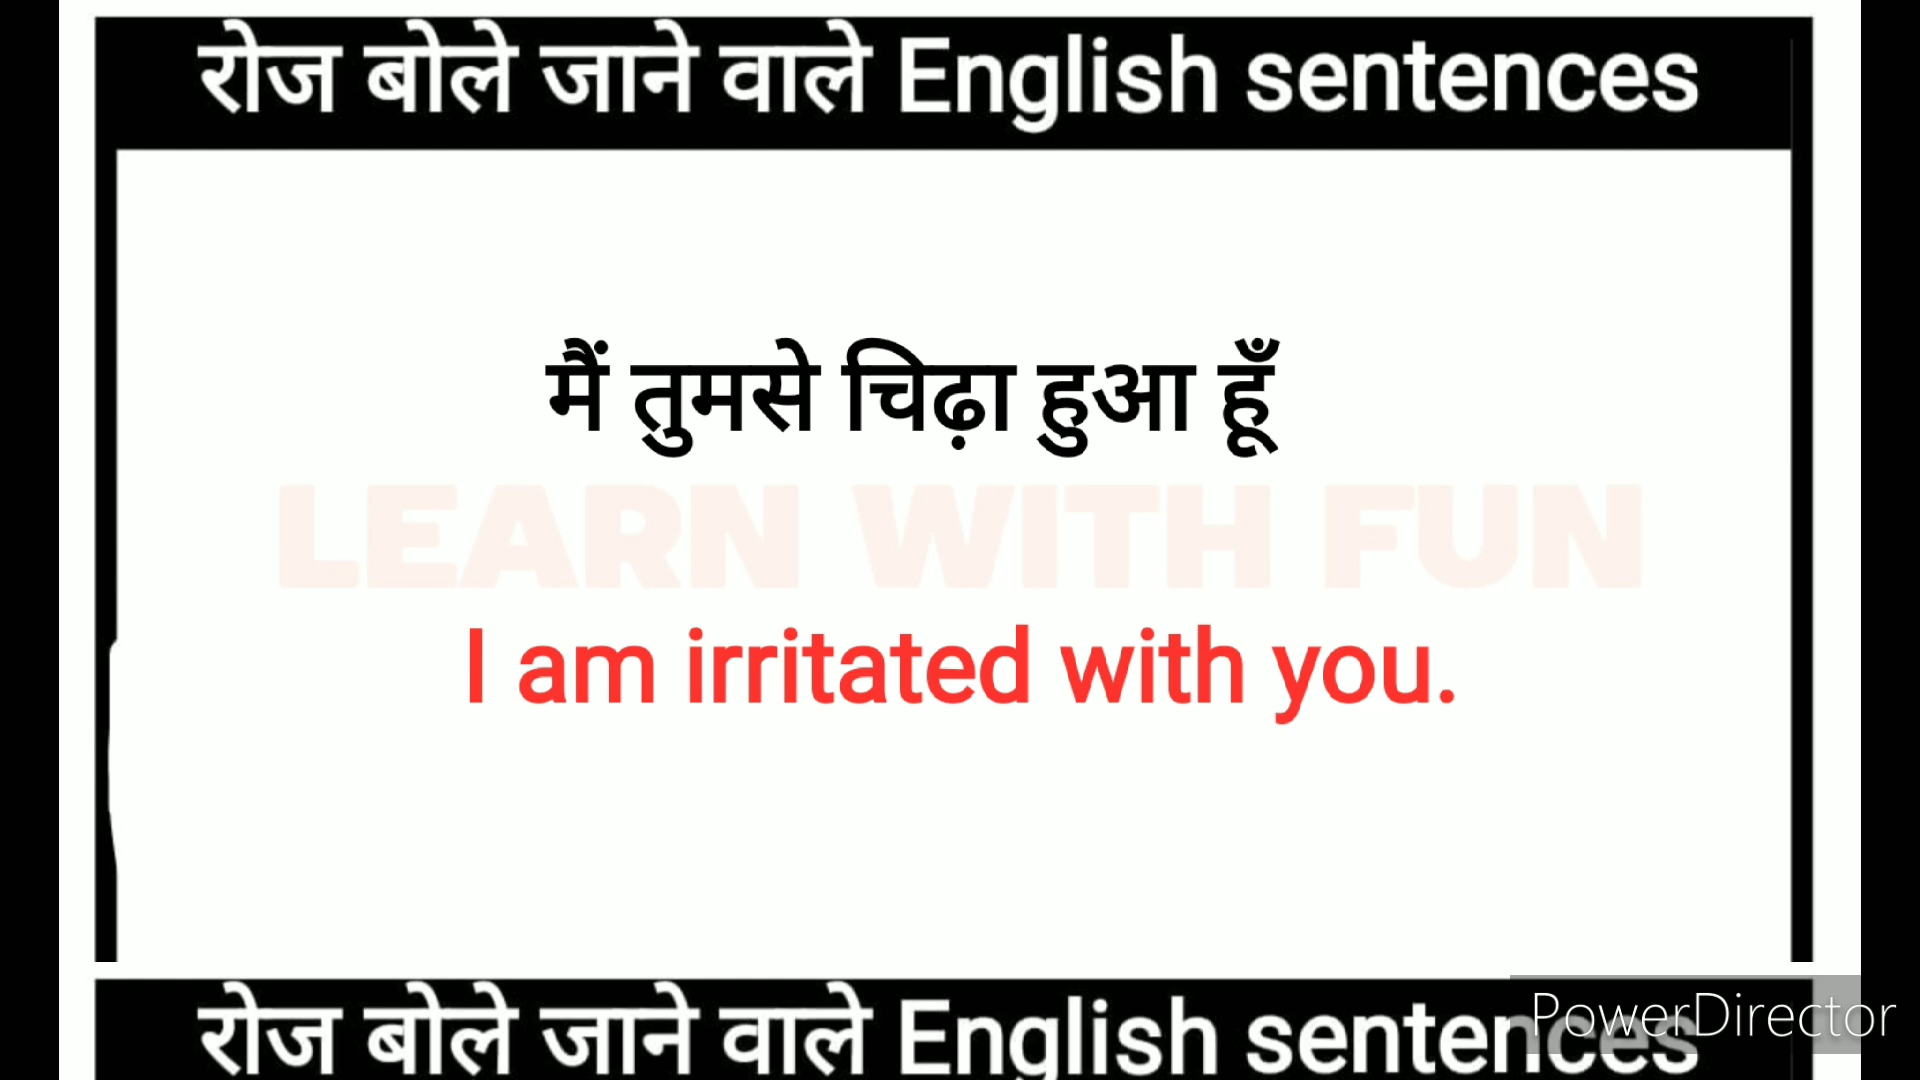 रोज बोले जाने वाले English sentences
मैं तुमसे चिढ़ा हुआ हूँ
LEARN WITH FUN
I am irritated with you.
रोज बोले जाने वाले English sentences
PowerDirector